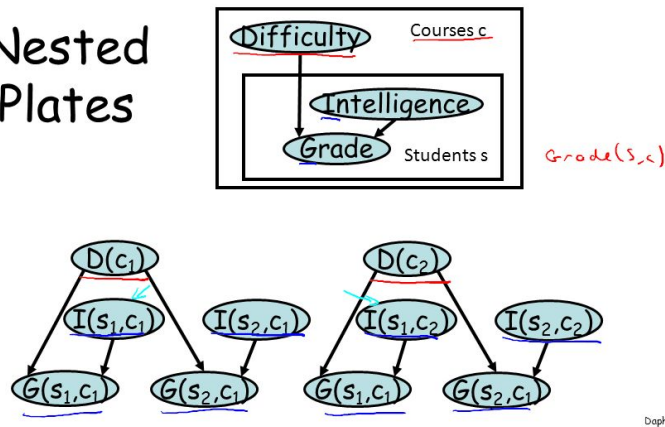 Nested
Plates
Difficulty
Courses c
Intelligence
Grade
Students s
Grade(s,c)
D(c₁)
D(c₂)
I(s₁,c₁)
I(s₂,c₁)
I(s₁,c₂)
I(s₂,c₂)
G(s₁,c₁)
G(s₂,c₁)
G(s₁,c₁)
G(s₂,c₁)
Daph